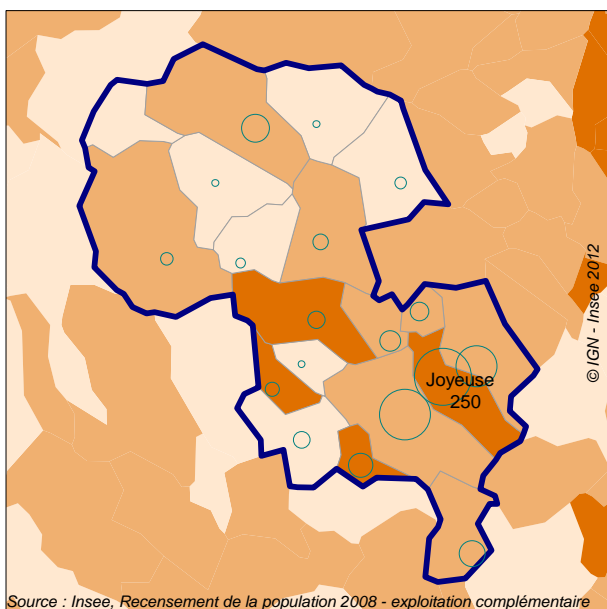 © IGN - Insee 2012
Joyeuse
250
Source : Insee, Recensement de la population 2008 - exploitation complémentaire